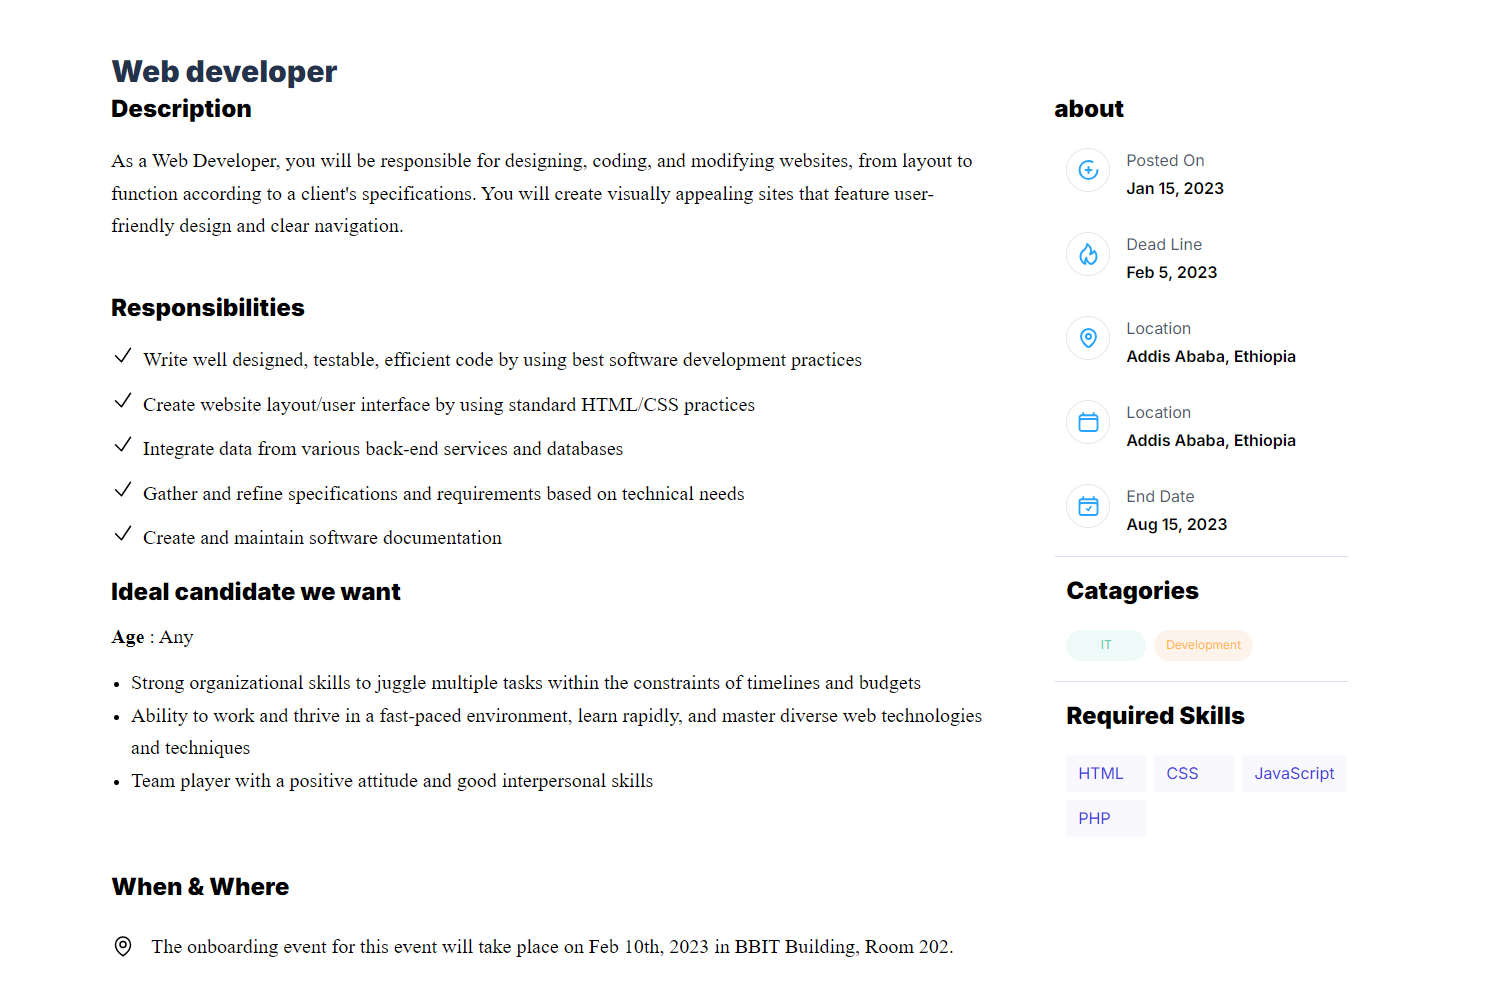 Web developer
Description
As a Web Developer, you will be responsible for designing, coding, and modifying websites, from layout to
function according to a client's specifications. You will create visually appealing sites that feature user-
friendly design and clear navigation.
Responsibilities
Write well designed, testable, efficient code by using best software development practices
Create website layout/user interface by using standard HTML/CSS practices
Integrate data from various back-end services and databases
Gather and refine specifications and requirements based on technical needs
Create and maintain software documentation
Ideal candidate we want
Age : Any
• Strong organizational skills to juggle multiple tasks within the constraints of timelines and budgets
• Ability to work and thrive in a fast-paced environment, learn rapidly, and master diverse web technologies
and techniques
• Team player with a positive attitude and good interpersonal skills
When & Where
The onboarding event for this event will take place on Feb 10th, 2023 in BBIT Building, Room 202.
about
Posted On
Jan 15, 2023
Dead Line
Feb 5, 2023
Location
Addis Ababa, Ethiopia
Location
Addis Ababa, Ethiopia
End Date
Aug 15, 2023
Catagories
IT Development
Required Skills
HTML CSS JavaScript
PHP